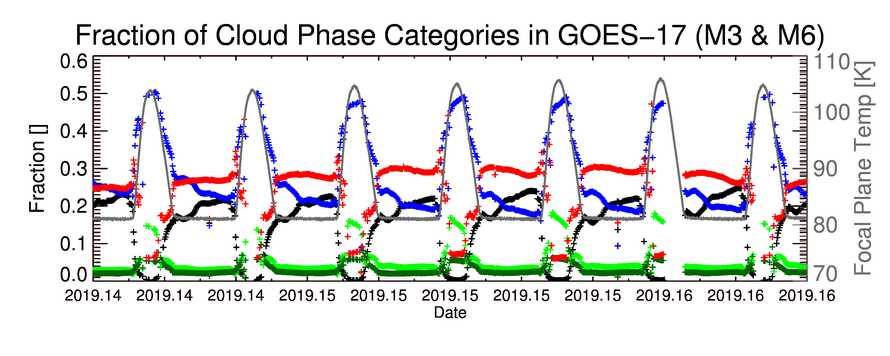 Fraction of Cloud Phase Categories in GOES−17 (M3 & M6)
0.6
0.5
0.4
0.3
0.2
0.1
0.0
Fraction []
110
100
90
80
70
Focal Plane Temp [K]
2019.14 2019.14 2019.14 2019.15 2019.15 2019.15 2019.15 2019.15 2019.16 2019.16 2019.16
Date